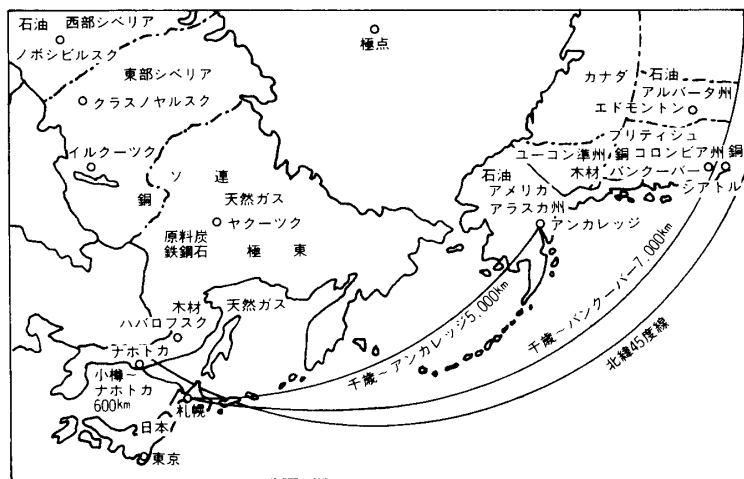 石油 西部シベリア
ノボシビルスク
極点
東部シベリア
クラスノヤルスク
カナダ 石油
アルバータ州
エドモントン
ブリティシュ
イルクーツク
ソ連
ユーコン準州 銅 コロンビア州 銅
木材 バンクーバー
シアトル
銅
天然ガス
ヤクーツク
石油
アメリカ
アラスカ州
アンカレッジ
原料炭
鉄鋼石 極東
木材
天然ガス
ハバロフスク
千歳~アンカレッジ5.000km
千歳~バンクーバー7.000km
北緯45度線
ナホトカ
小樽~
ナホトカ
600km
札幌
日本
東京